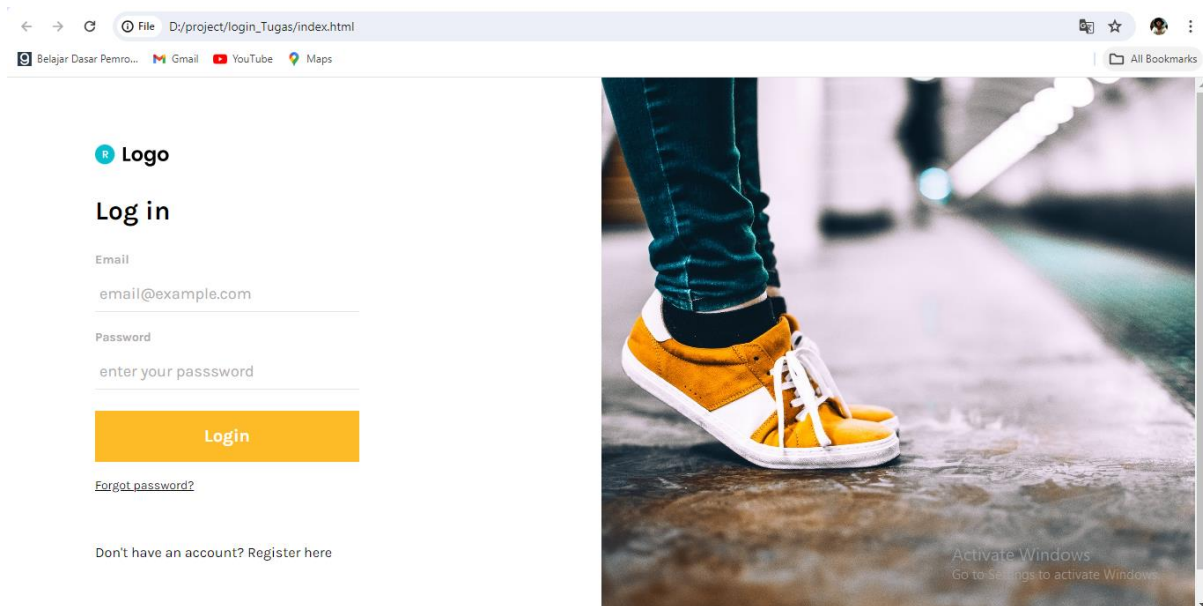 File D:/project/login_Tugas/index.html
Belajar Dasar Pemro... Gmail YouTube Maps All Bookmarks
R Logo
Log in
Email
email@example.com
Password
enter your passsword
Login
Forgot password?
Don't have an account? Register here
Activate Windows
Go to Settings to activate Windows.